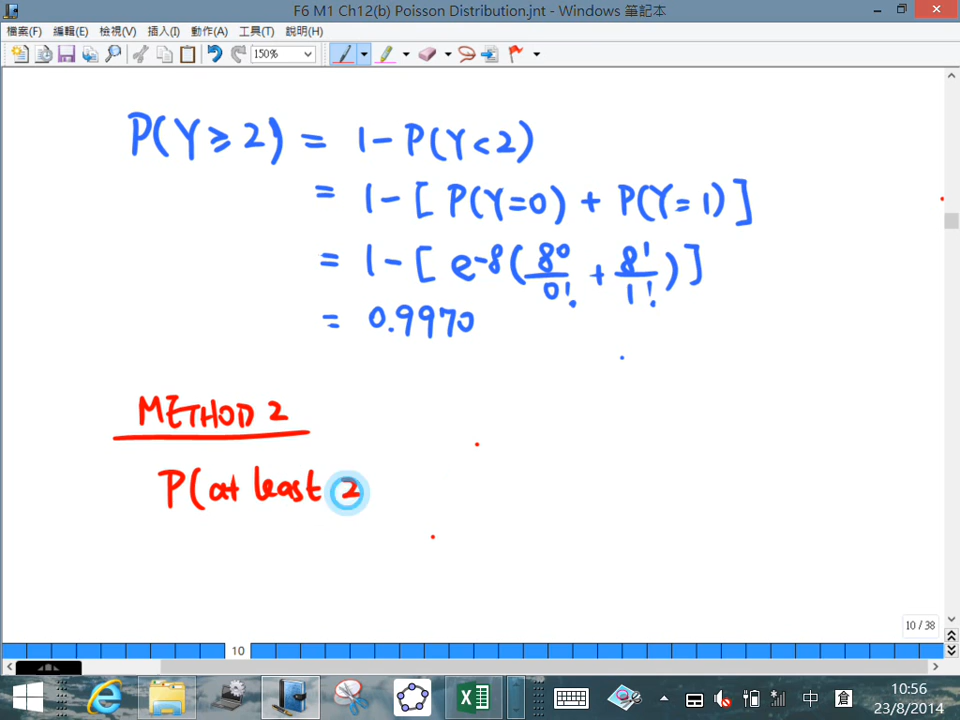 F6 M1 Ch12(b) Poisson Distribution.jnt - Windows 筆記本
檔案(F) 編輯(E) 檢視(V) 插入(I) 動作(A) 工具(T) 說明(H)
150%
P(Y ≥ 2) = 1 - P(Y < 2)
= 1 - [ P(Y=0) + P(Y=1) ]
= 1 - [ e^-8 ( 8^0/0! + 8^1/1! ) ]
= 0.9970
METHOD 2
P( at least 2
10 / 38
10
中 倉 10:56
23/8/2014